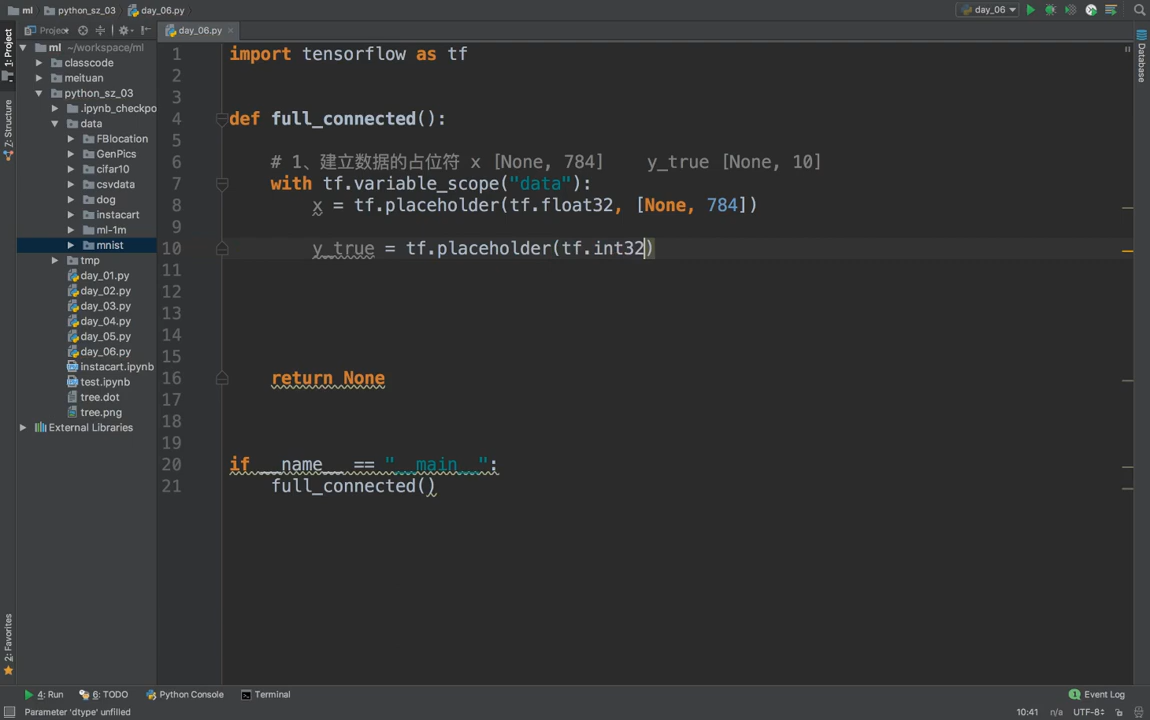 ml python_sz_03 day_06.py
day_06
Project
day_06.py
1: Project
7: Structure
2: Favorites
Database
ml ~/workspace/ml
classcode
meituan
python_sz_03
.ipynb_checkpo
data
FBlocation
GenPics
cifar10
csvdata
dog
instacart
ml-1m
mnist
tmp
day_01.py
day_02.py
day_03.py
day_04.py
day_05.py
day_06.py
instacart.ipynb
test.ipynb
tree.dot
tree.png
External Libraries
1 import tensorflow as tf
2
3
4 def full_connected():
5
6 # 1、建立数据的占位符 x [None, 784] y_true [None, 10]
7 with tf.variable_scope("data"):
8 x = tf.placeholder(tf.float32, [None, 784])
9
10 y_true = tf.placeholder(tf.int32)
11
12
13
14
15
16 return None
17
18
19
20 if __name__ == "__main__":
21 full_connected()
4: Run 6: TODO Python Console Terminal 1 Event Log
Parameter 'dtype' unfilled 10:41 n/a UTF-8